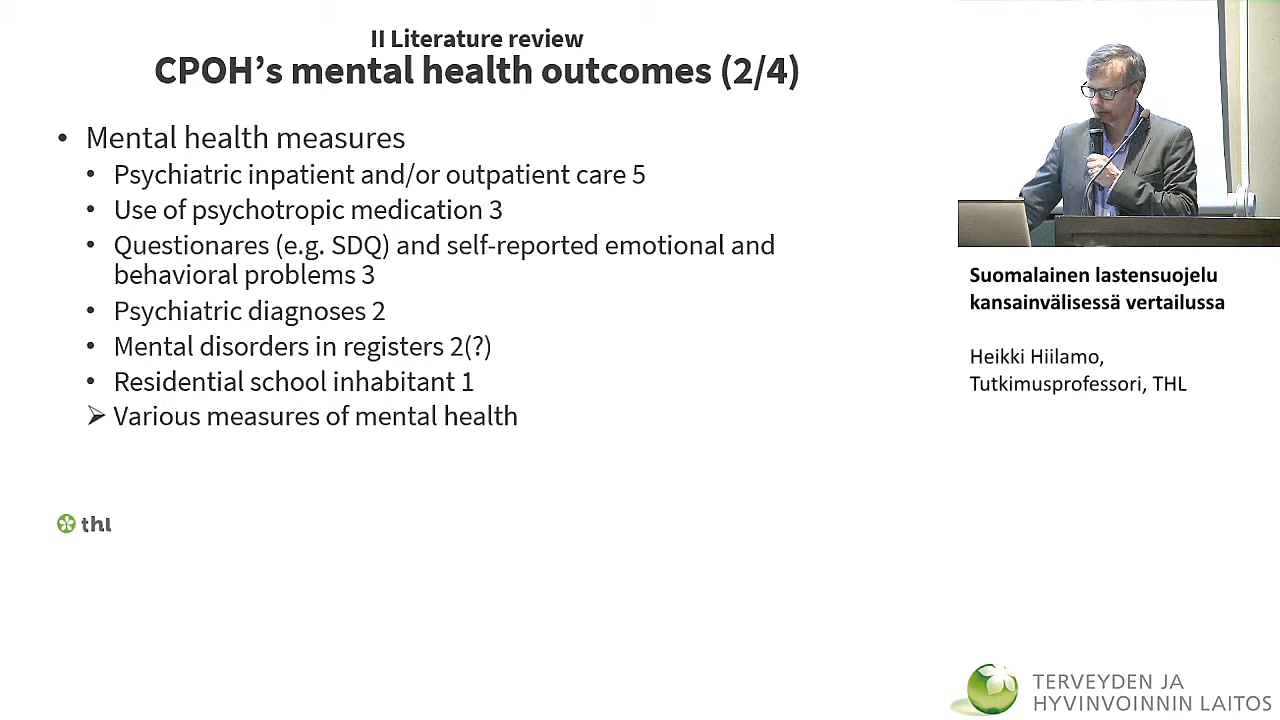 II Literature review
CPOH’s mental health outcomes (2/4)
• Mental health measures
• Psychiatric inpatient and/or outpatient care 5
• Use of psychotropic medication 3
• Questionares (e.g. SDQ) and self-reported emotional and
behavioral problems 3
• Psychiatric diagnoses 2
• Mental disorders in registers 2(?)
• Residential school inhabitant 1
➢ Various measures of mental health
thl
Suomalainen lastensuojelu
kansainvälisessä vertailussa
Heikki Hiilamo,
Tutkimusprofessori, THL
TERVEYDEN JA
HYVINVOINNIN LAITOS